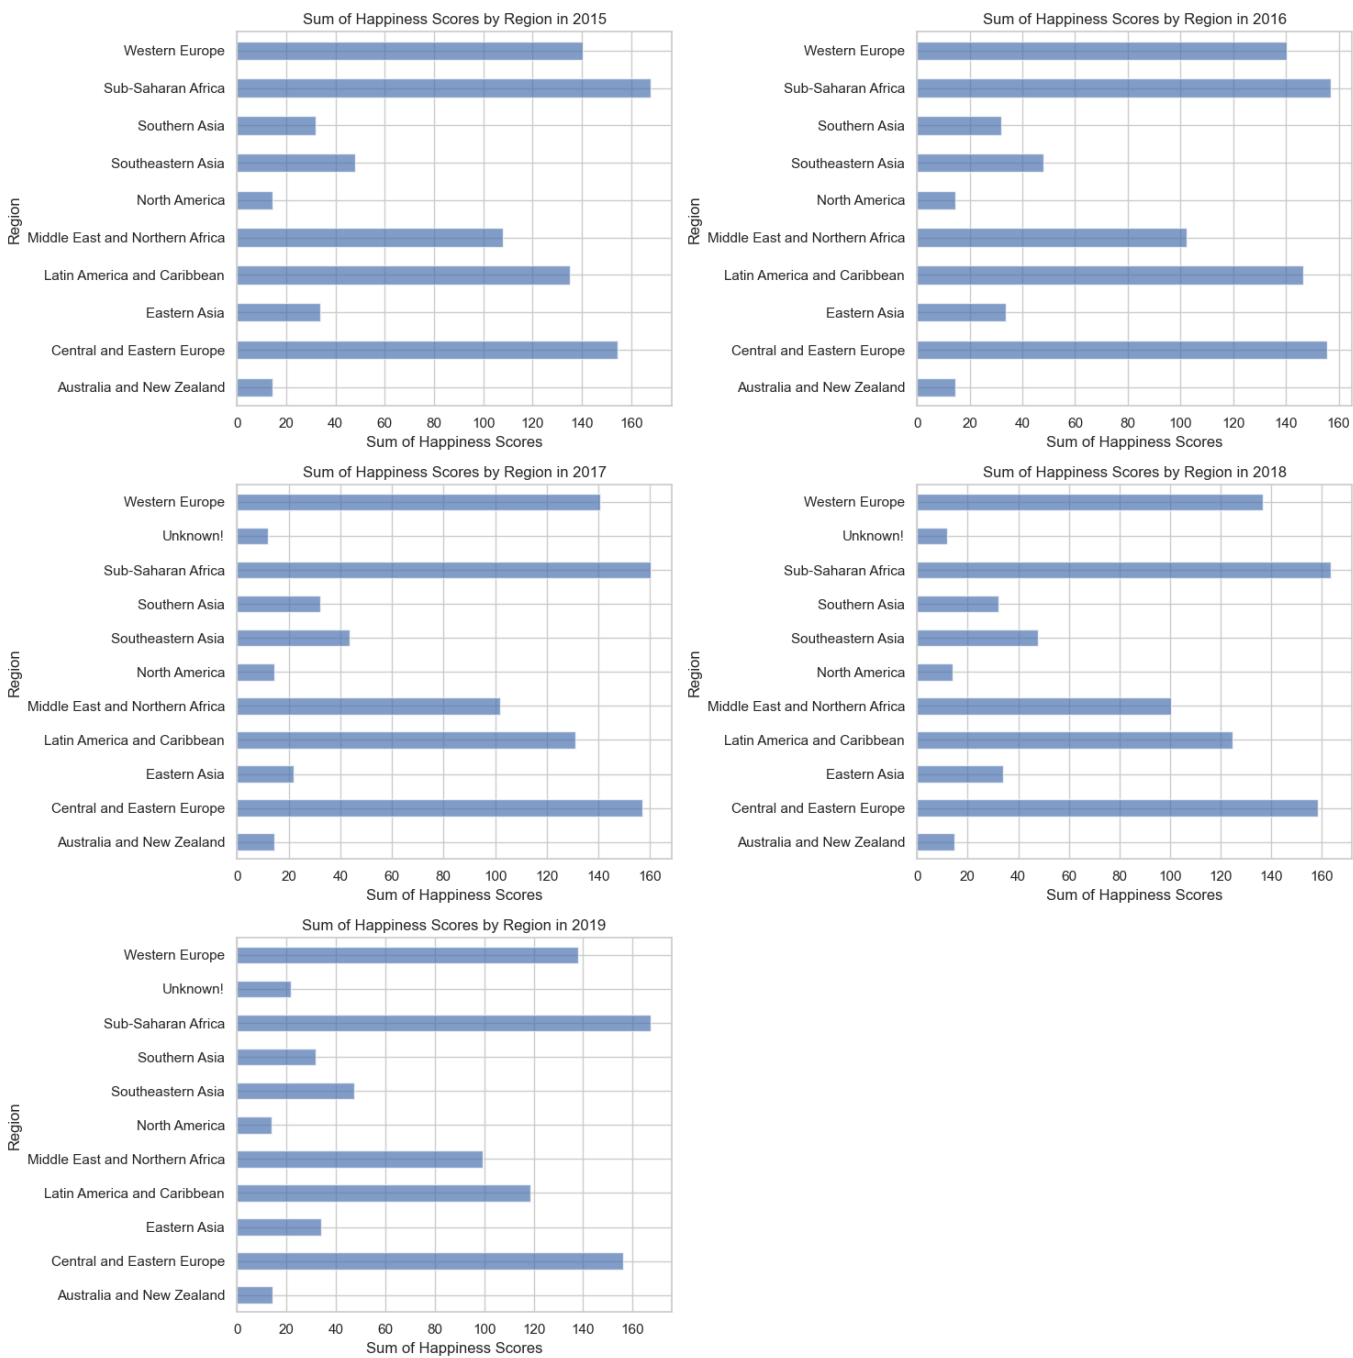 Sum of Happiness Scores by Region in 2015
Region
Western Europe
Sub-Saharan Africa
Southern Asia
Southeastern Asia
North America
Middle East and Northern Africa
Latin America and Caribbean
Eastern Asia
Central and Eastern Europe
Australia and New Zealand
0 20 40 60 80 100 120 140 160
Sum of Happiness Scores
Sum of Happiness Scores by Region in 2016
Region
Western Europe
Sub-Saharan Africa
Southern Asia
Southeastern Asia
North America
Middle East and Northern Africa
Latin America and Caribbean
Eastern Asia
Central and Eastern Europe
Australia and New Zealand
0 20 40 60 80 100 120 140 160
Sum of Happiness Scores
Sum of Happiness Scores by Region in 2017
Region
Western Europe
Unknown!
Sub-Saharan Africa
Southern Asia
Southeastern Asia
North America
Middle East and Northern Africa
Latin America and Caribbean
Eastern Asia
Central and Eastern Europe
Australia and New Zealand
0 20 40 60 80 100 120 140 160
Sum of Happiness Scores
Sum of Happiness Scores by Region in 2018
Region
Western Europe
Unknown!
Sub-Saharan Africa
Southern Asia
Southeastern Asia
North America
Middle East and Northern Africa
Latin America and Caribbean
Eastern Asia
Central and Eastern Europe
Australia and New Zealand
0 20 40 60 80 100 120 140 160
Sum of Happiness Scores
Sum of Happiness Scores by Region in 2019
Region
Western Europe
Unknown!
Sub-Saharan Africa
Southern Asia
Southeastern Asia
North America
Middle East and Northern Africa
Latin America and Caribbean
Eastern Asia
Central and Eastern Europe
Australia and New Zealand
0 20 40 60 80 100 120 140 160
Sum of Happiness Scores